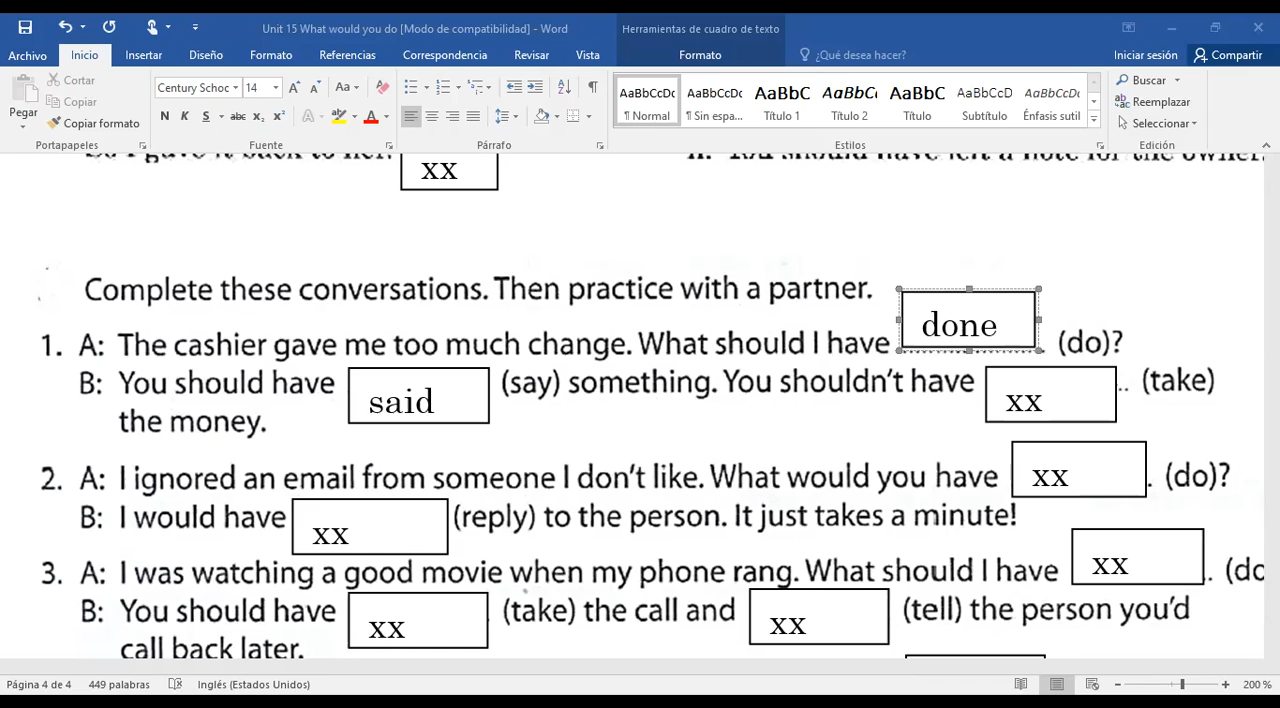 Unit 15 What would you do [Modo de compatibilidad] - Word
Herramientas de cuadro de texto
Archivo Inicio Insertar Diseño Formato Referencias Correspondencia Revisar Vista Formato ¿Qué desea hacer? Iniciar sesión Compartir
Pegar
Cortar
Copiar
Copiar formato
Portapapeles
Century Schoc 14
Aa
N K S abc x₂ x²
Fuente
Párrafo
AaBbCcDc AaBbCcDc AaBbC AaBbCc AaBbC AaBbCcD AaBbCcDc
¶ Normal ¶ Sin espa... Título 1 Título 2 Título Subtítulo Énfasis sutil
Estilos
Buscar
Reemplazar
Seleccionar
Edición
xx
Complete these conversations. Then practice with a partner.
1. A: The cashier gave me too much change. What should I have done (do)?
B: You should have said (say) something. You shouldn't have xx .. (take)
the money.
2. A: I ignored an email from someone I don't like. What would you have xx . (do)?
B: I would have xx (reply) to the person. It just takes a minute!
3. A: I was watching a good movie when my phone rang. What should I have xx . (do
B: You should have xx (take) the call and xx (tell) the person you'd
call back later.
Página 4 de 4 449 palabras Inglés (Estados Unidos) 200 %